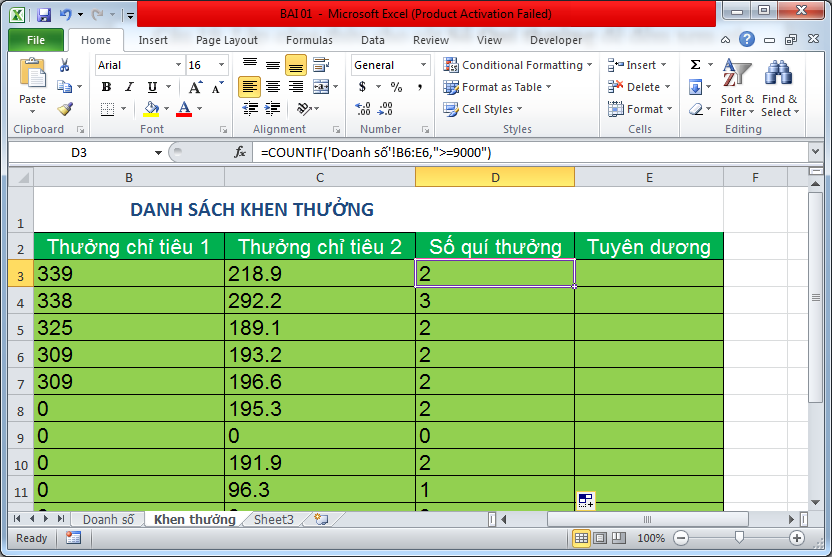 BAI 01 - Microsoft Excel (Product Activation Failed)
File Home Insert Page Layout Formulas Data Review View Developer
Paste
Arial 16
B I U
A A
A
General
$ % ,
Conditional Formatting
Format as Table
Cell Styles
Insert
Delete
Format
Σ
Sort & Filter
Find & Select
Clipboard Font Alignment Number Styles Cells Editing
D3 fx =COUNTIF('Doanh số'!B6:E6,">=9000")
B C D E F
1 DANH SÁCH KHEN THƯỞNG
2 Thưởng chỉ tiêu 1 Thưởng chỉ tiêu 2 Số quí thưởng Tuyên dương
3 339 218.9 2
4 338 292.2 3
5 325 189.1 2
6 309 193.2 2
7 309 196.6 2
8 0 195.3 2
9 0 0 0
10 0 191.9 2
11 0 96.3 1
Doanh số Khen thưởng Sheet3
Ready 100%